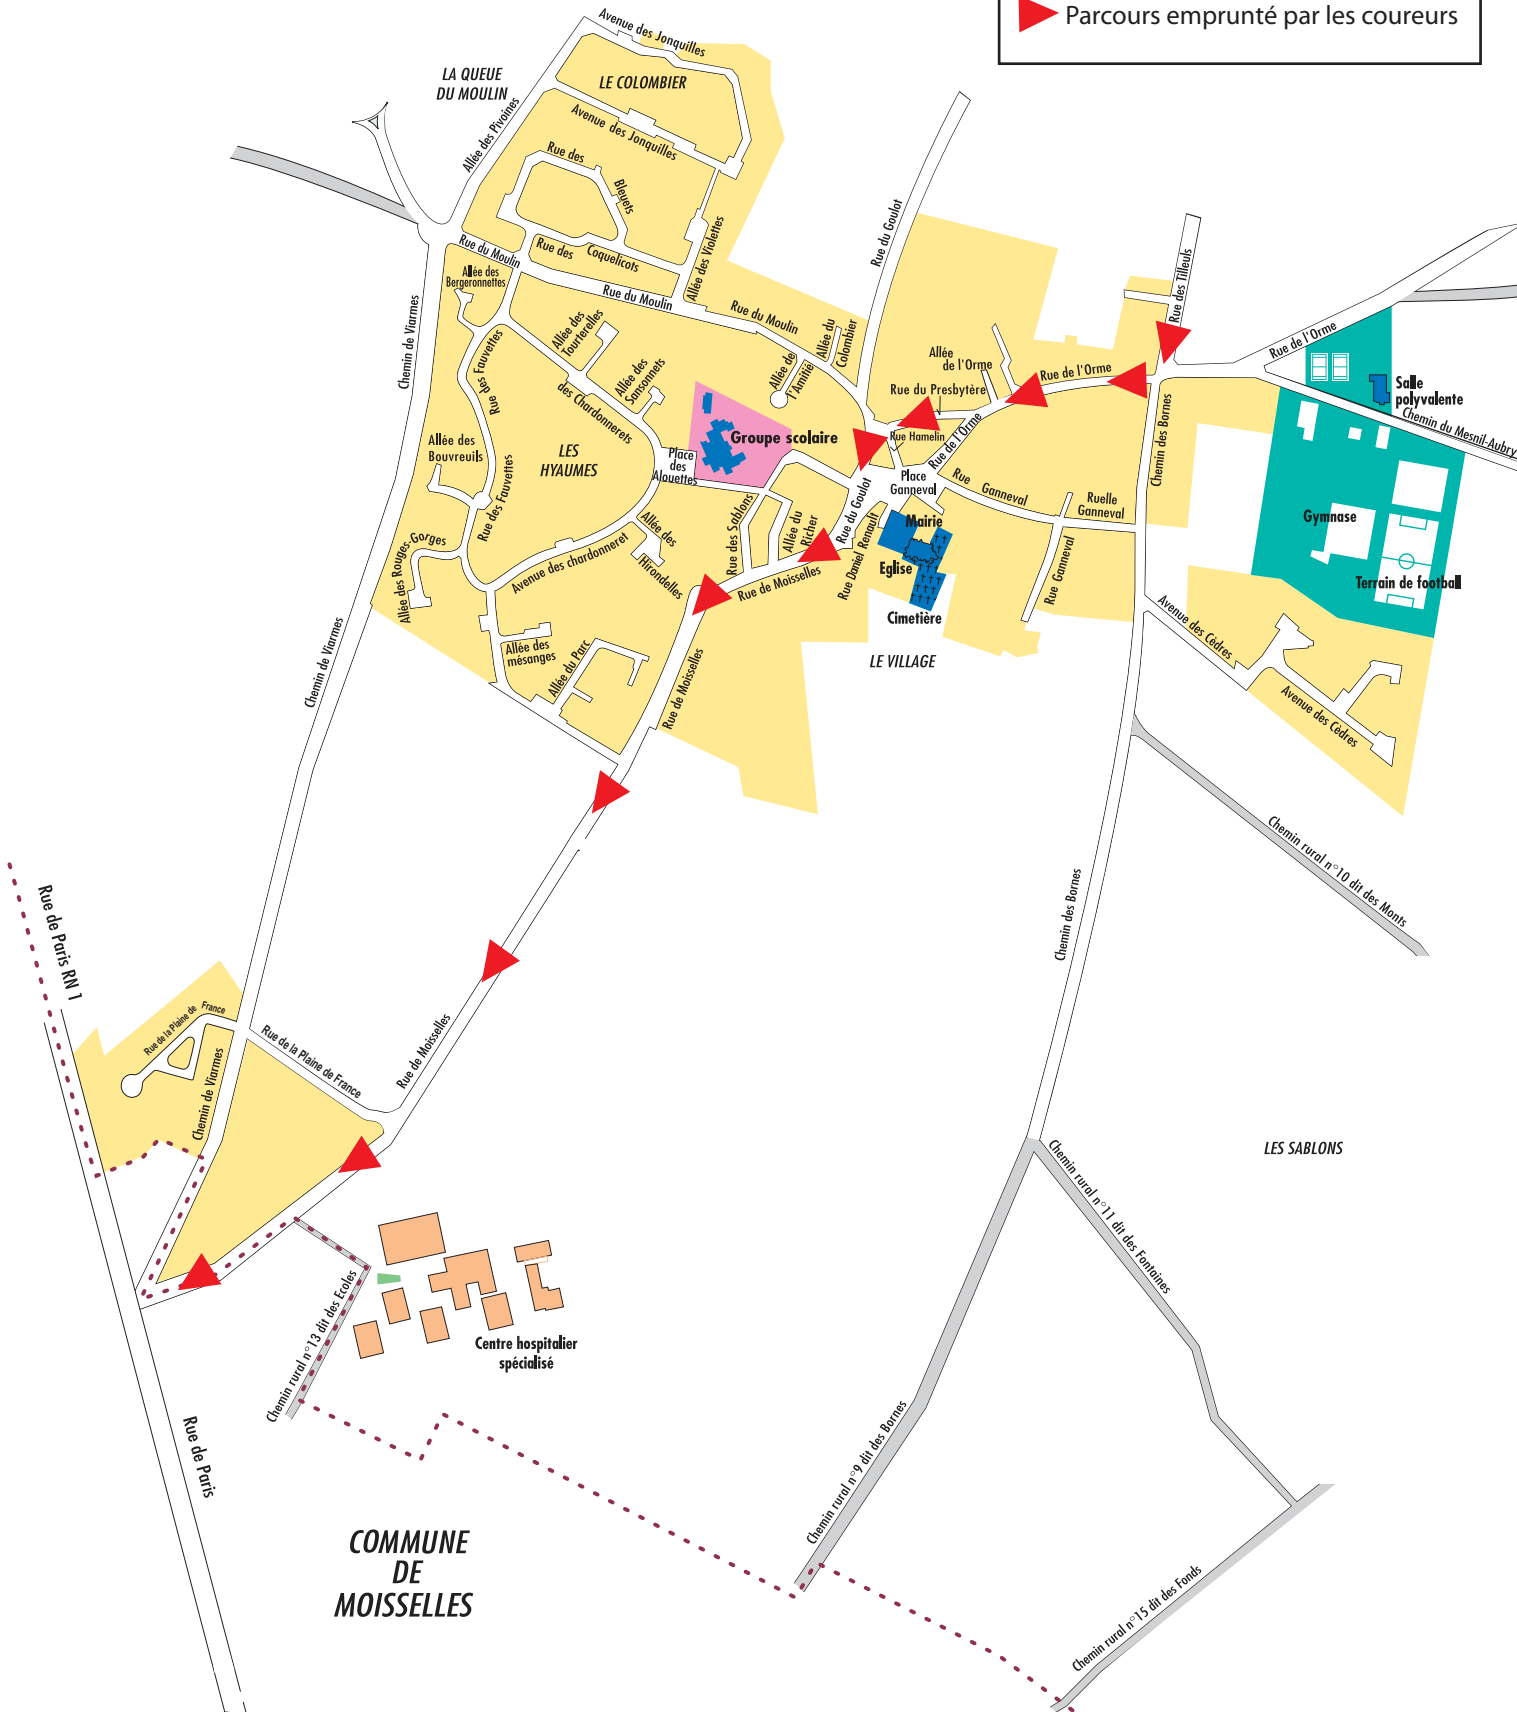 Parcours emprunté par les coureurs
Avenue des Jonquilles
LA QUEUE
DU MOULIN
LE COLOMBIER
Allée des Pivoines
Avenue des Jonquilles
Rue des
Bleuets
Rue du Goulot
Rue du Moulin
Rue des
Coquelicots
Allée des Violettes
Allée des
Bergeronnettes
Rue du Moulin
Rue du Moulin
Rue des Tilleuls
Chemin de Viarmes
Allée des
Tourterelles
Allée du
Colombier
Rue de l'Orme
Rue des Fauvettes
Allée des
Sansonnets
Allée de
l'Amitié
Allée
de l'Orme
Rue de l'Orme
Rue du Presbytère
Salle
polyvalente
des Chardonnerets
Chemin du Mesnil-Aubry
Allée des
Bouvreuils
LES
HYAUMES
Groupe scolaire
Rue Hamelin
Rue de l'Orme
Chemin des Bornes
Place
des
Alouettes
Place
Ganneval
Rue Ganneval
Ruelle
Ganneval
Rue des Fauvettes
Rue des Sablons
Allée du
Richer
Rue du Goulot
Mairie
Gymnase
Allée des
Hirondelles
Rue Daniel Renault
Eglise
Allée des Rouges-Gorges
Avenue des chardonneret
Rue de Moisselles
Rue Ganneval
Terrain de football
Cimetière
Avenue des Cèdres
Allée des
mésanges
Allée du Parc
LE VILLAGE
Chemin de Viarmes
Rue de Moisselles
Avenue des Cèdres
Chemin rural n°10 dit des Monts
Chemin des Bornes
Rue de Paris RN 1
Rue de la Plaine de France
Rue de la Plaine de France
Rue de Moisselles
Chemin de Viarmes
LES SABLONS
Chemin rural n°11 dit des Fontaines
Chemin rural n°13 dit des Ecoles
Centre hospitalier
spécialisé
Rue de Paris
Chemin rural n°9 dit des Bornes
COMMUNE
DE
MOISSELLES
Chemin rural n°15 dit des Fonds